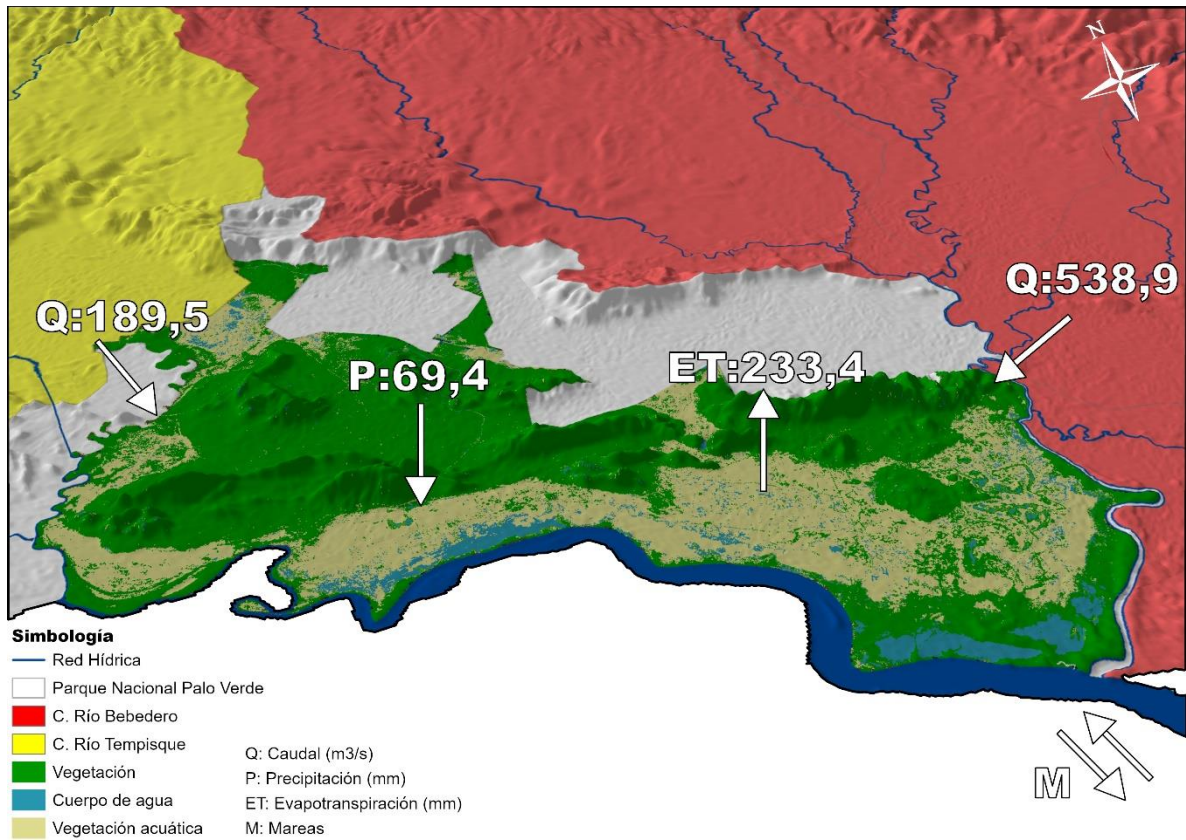 N
Q:538,9
Q:189,5
P:69,4
ET:233,4
Simbología
Red Hídrica
Parque Nacional Palo Verde
C. Río Bebedero
C. Río Tempisque
Vegetación
Cuerpo de agua
Vegetación acuática
Q: Caudal (m3/s)
P: Precipitación (mm)
ET: Evapotranspiración (mm)
M: Mareas
M